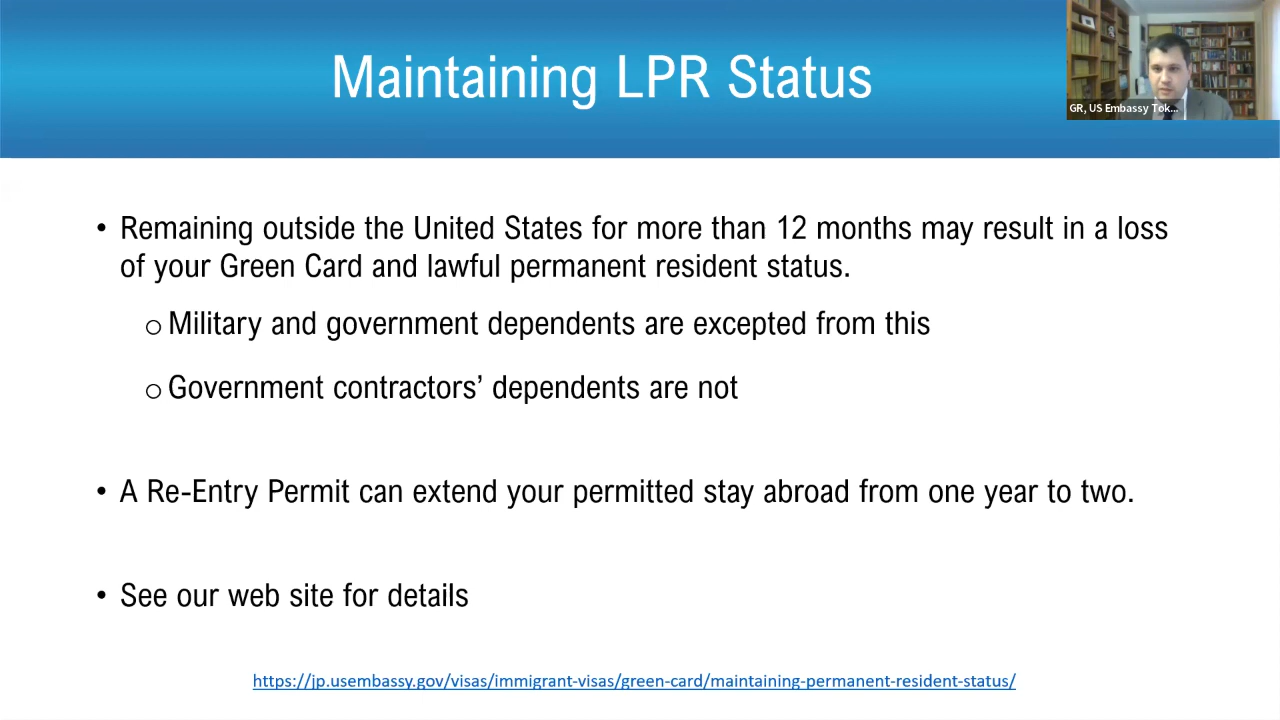 Maintaining LPR Status
GR, US Embassy Tok...
• Remaining outside the United States for more than 12 months may result in a loss
of your Green Card and lawful permanent resident status.
o Military and government dependents are excepted from this
o Government contractors’ dependents are not
• A Re-Entry Permit can extend your permitted stay abroad from one year to two.
• See our web site for details
https://jp.usembassy.gov/visas/immigrant-visas/green-card/maintaining-permanent-resident-status/